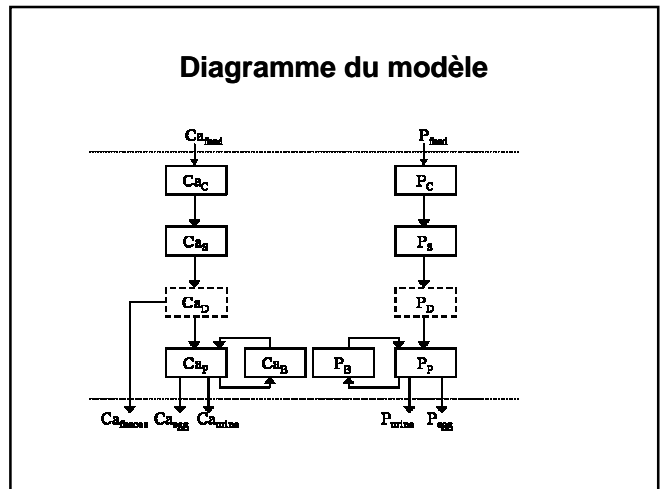 Diagramme du modèle
Ca_feed P_feed
Ca_C P_C
Ca_S P_S
Ca_D P_D
Ca_P Ca_B P_B P_P
Ca_faeces Ca_egg Ca_urine P_urine P_egg